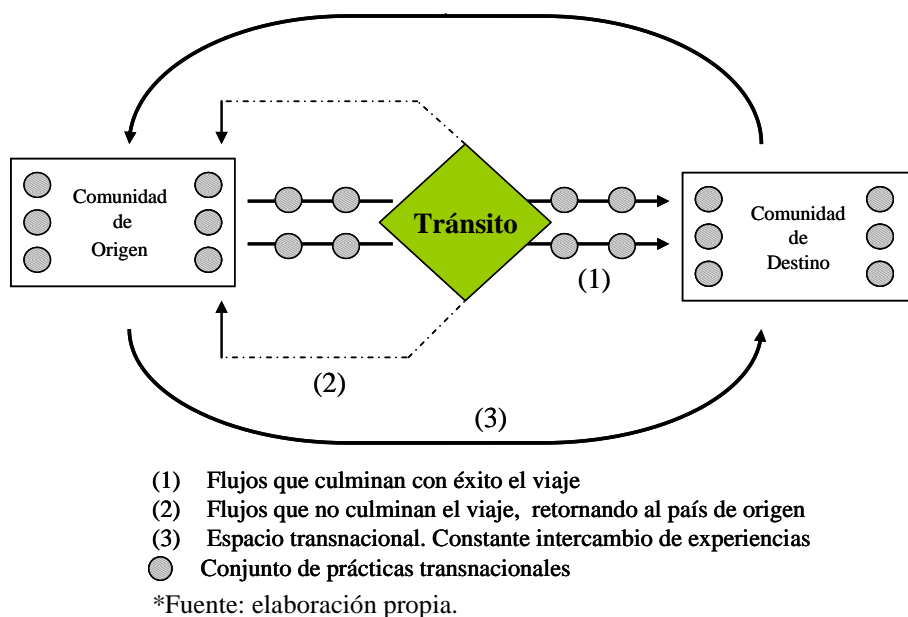 Comunidad
de
Origen
Tránsito
Comunidad
de
Destino
(1)
(2)
(3)
(1) Flujos que culminan con éxito el viaje
(2) Flujos que no culminan el viaje, retornando al país de origen
(3) Espacio transnacional. Constante intercambio de experiencias
Conjunto de prácticas transnacionales
*Fuente: elaboración propia.